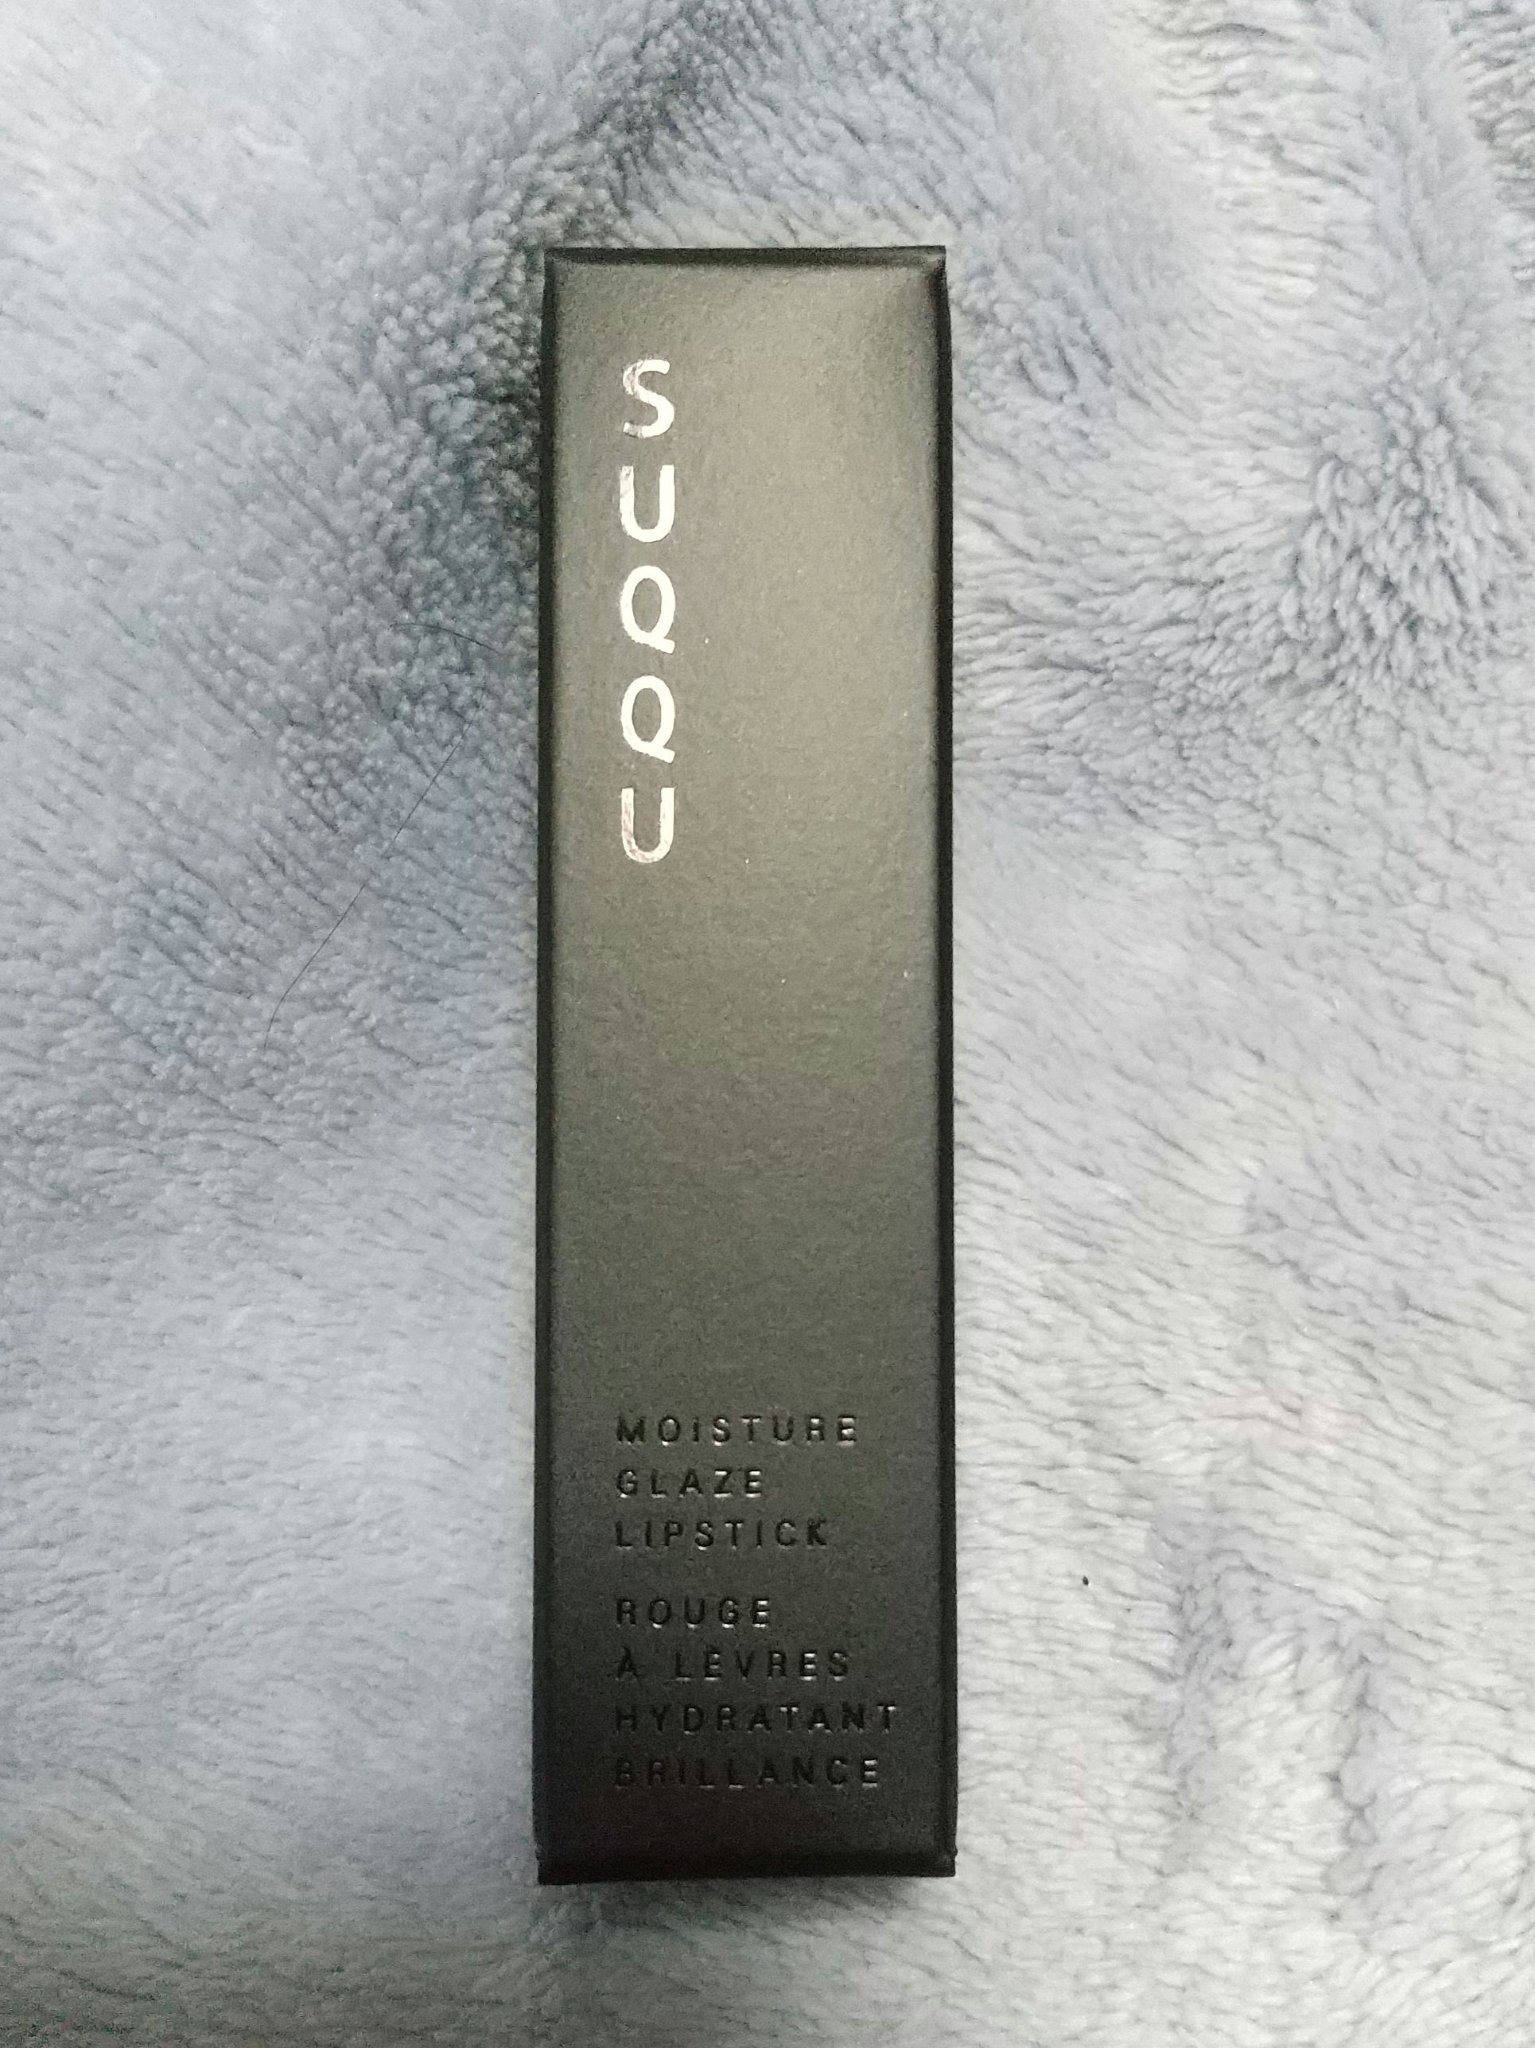 SUQQU
MOISTURE
GLAZE
LIPSTICK
ROUGE
À LÈVRES
HYDRATANT
BRILLANCE